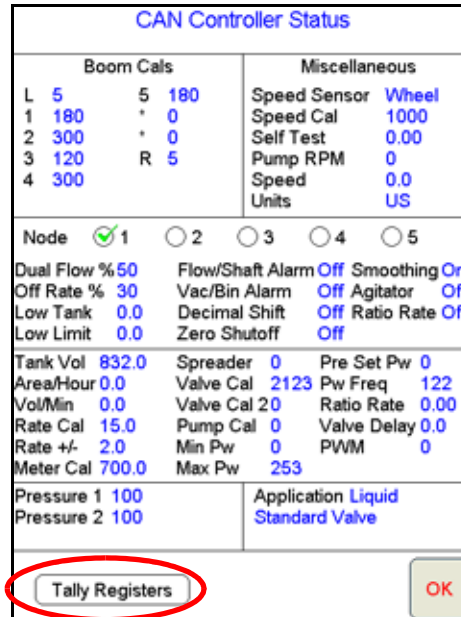 CAN Controller Status
Boom Cals
L 5 5 180
1 180 * 0
2 300 * 0
3 120 R 5
4 300
Miscellaneous
Speed Sensor Wheel
Speed Cal 1000
Self Test 0.00
Pump RPM 0
Speed 0.0
Units US
Node 1 2 3 4 5
Dual Flow % 50 Flow/Shaft Alarm Off Smoothing On
Off Rate % 30 Vac/Bin Alarm Off Agitator Of
Low Tank 0.0 Decimal Shift Off Ratio Rate Of
Low Limit 0.0 Zero Shutoff Off
Tank Vol 832.0 Spreader 0 Pre Set Pw 0
Area/Hour 0.0 Valve Cal 2123 Pw Freq 122
Vol/Min 0.0 Valve Cal 2 0 Ratio Rate 0.00
Rate Cal 15.0 Pump Cal 0 Valve Delay 0.0
Rate +/- 2.0 Min Pw 0 PWM 0
Meter Cal 700.0 Max Pw 253
Pressure 1 100
Pressure 2 100
Application Liquid
Standard Valve
Tally Registers
OK